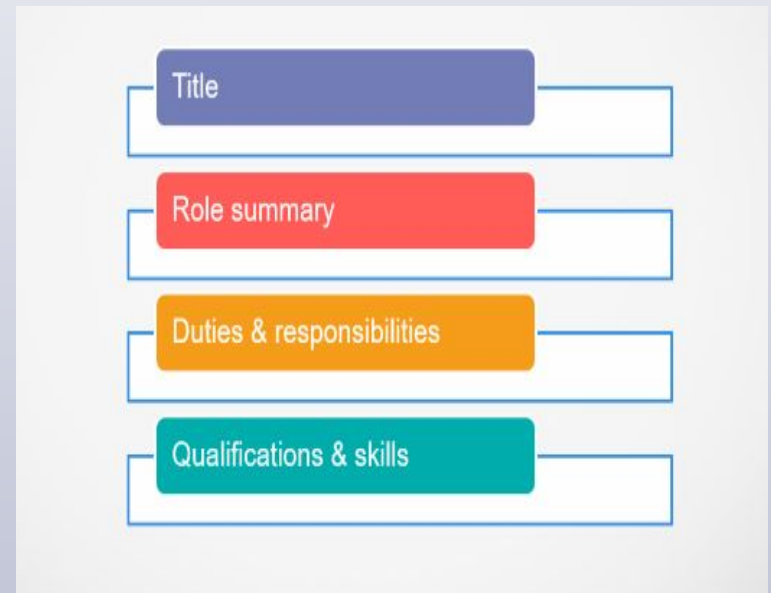 Title
Role summary
Duties & responsibilities
Qualifications & skills